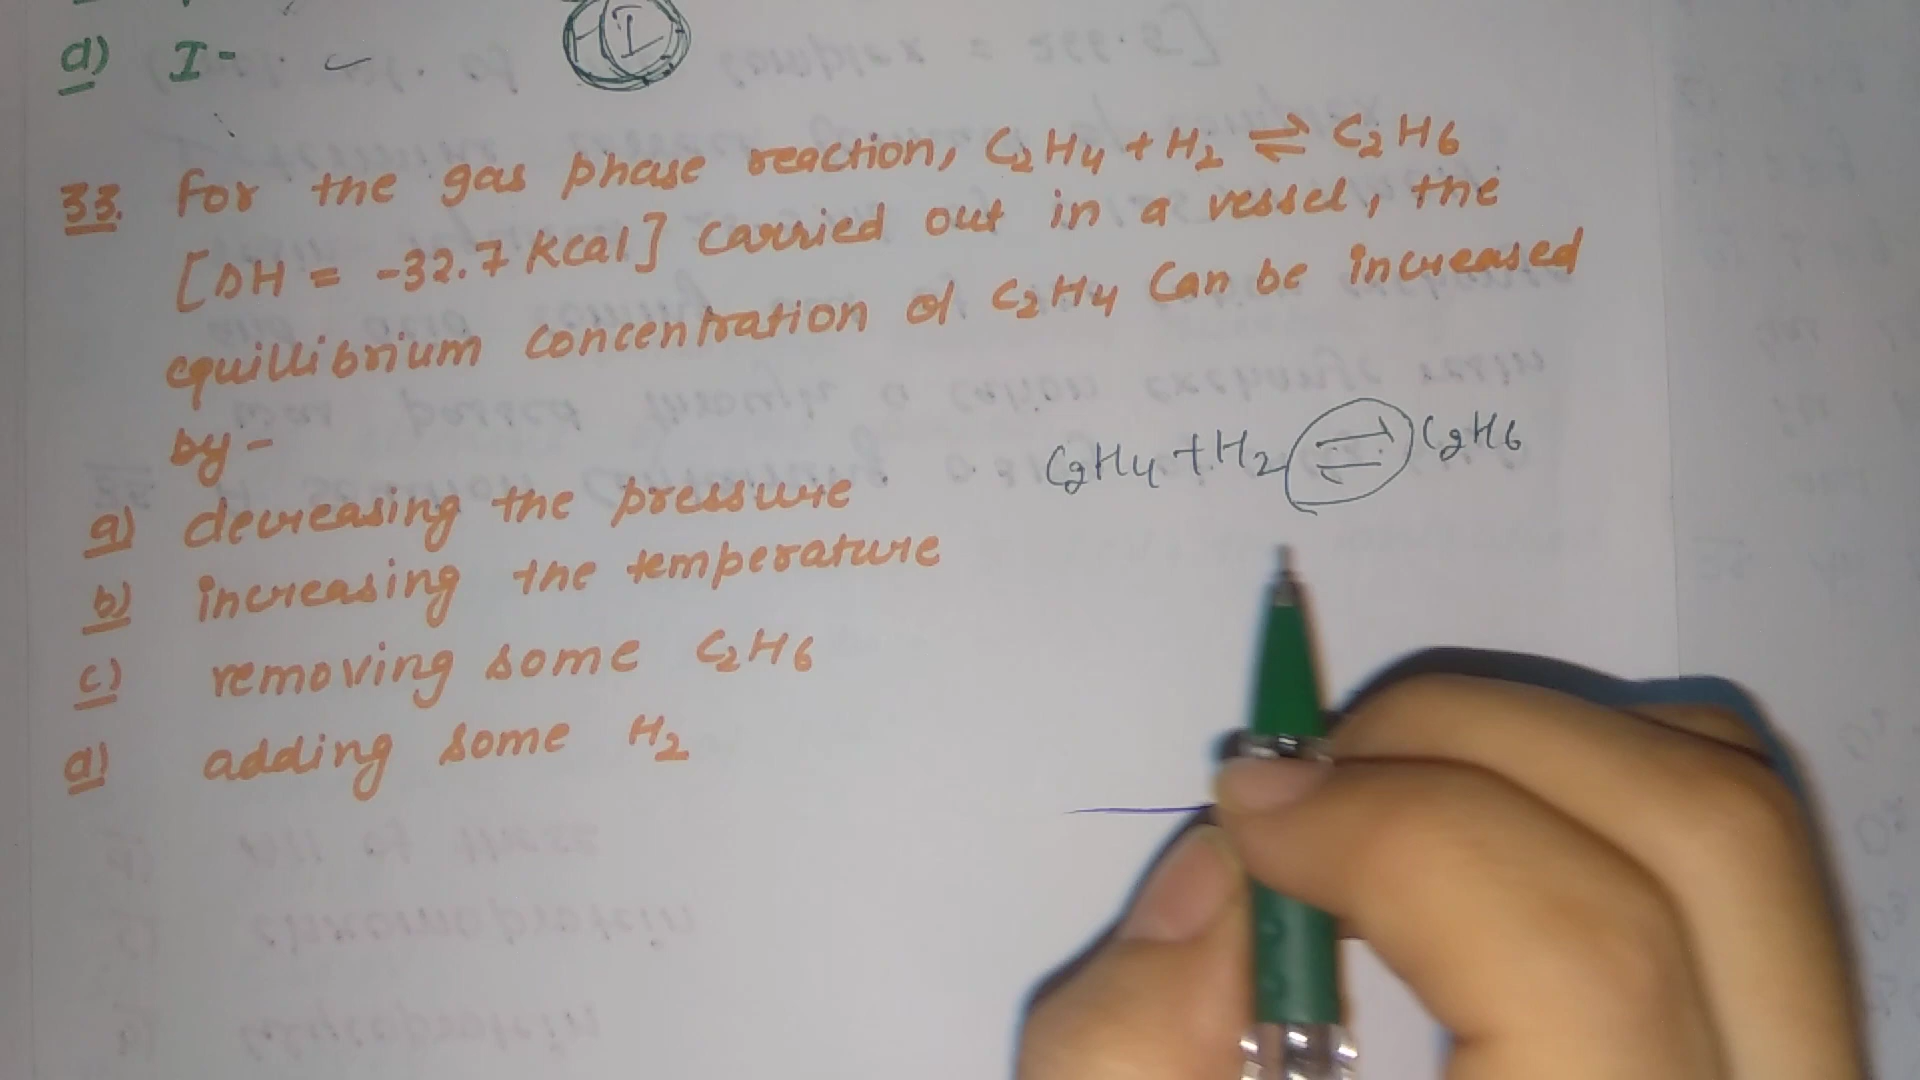 d) I-
I
33. For the gas phase reaction, C2H4 + H2 ⇌ C2H6
[ΔH = -32.7 Kcal] carried out in a vessel, the
equillibrium concentration of C2H4 can be increased
by -
a) decreasing the pressure
b) increasing the temperature
c) removing some C2H6
d) adding some H2
C2H4 + H2 ⇌ C2H6